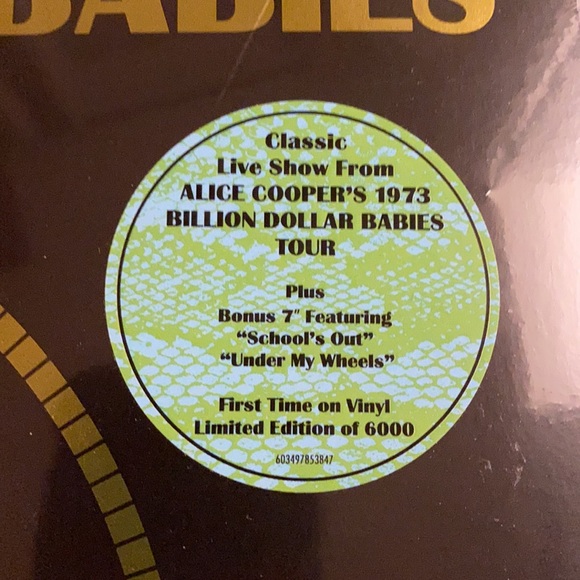 BABIES
Classic
Live Show From
ALICE COOPER'S 1973
BILLION DOLLAR BABIES
TOUR
Plus
Bonus 7" Featuring
"School's Out"
"Under My Wheels"
First Time on Vinyl
Limited Edition of 6000
603497853847